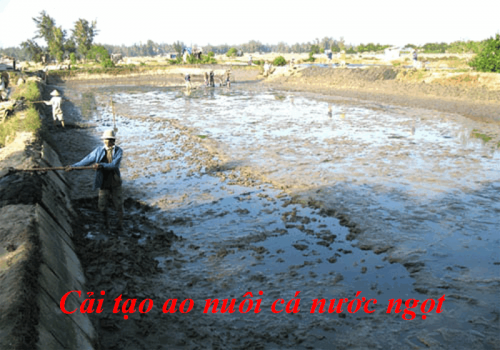 Cải tạo ao nuôi cá nước ngọt